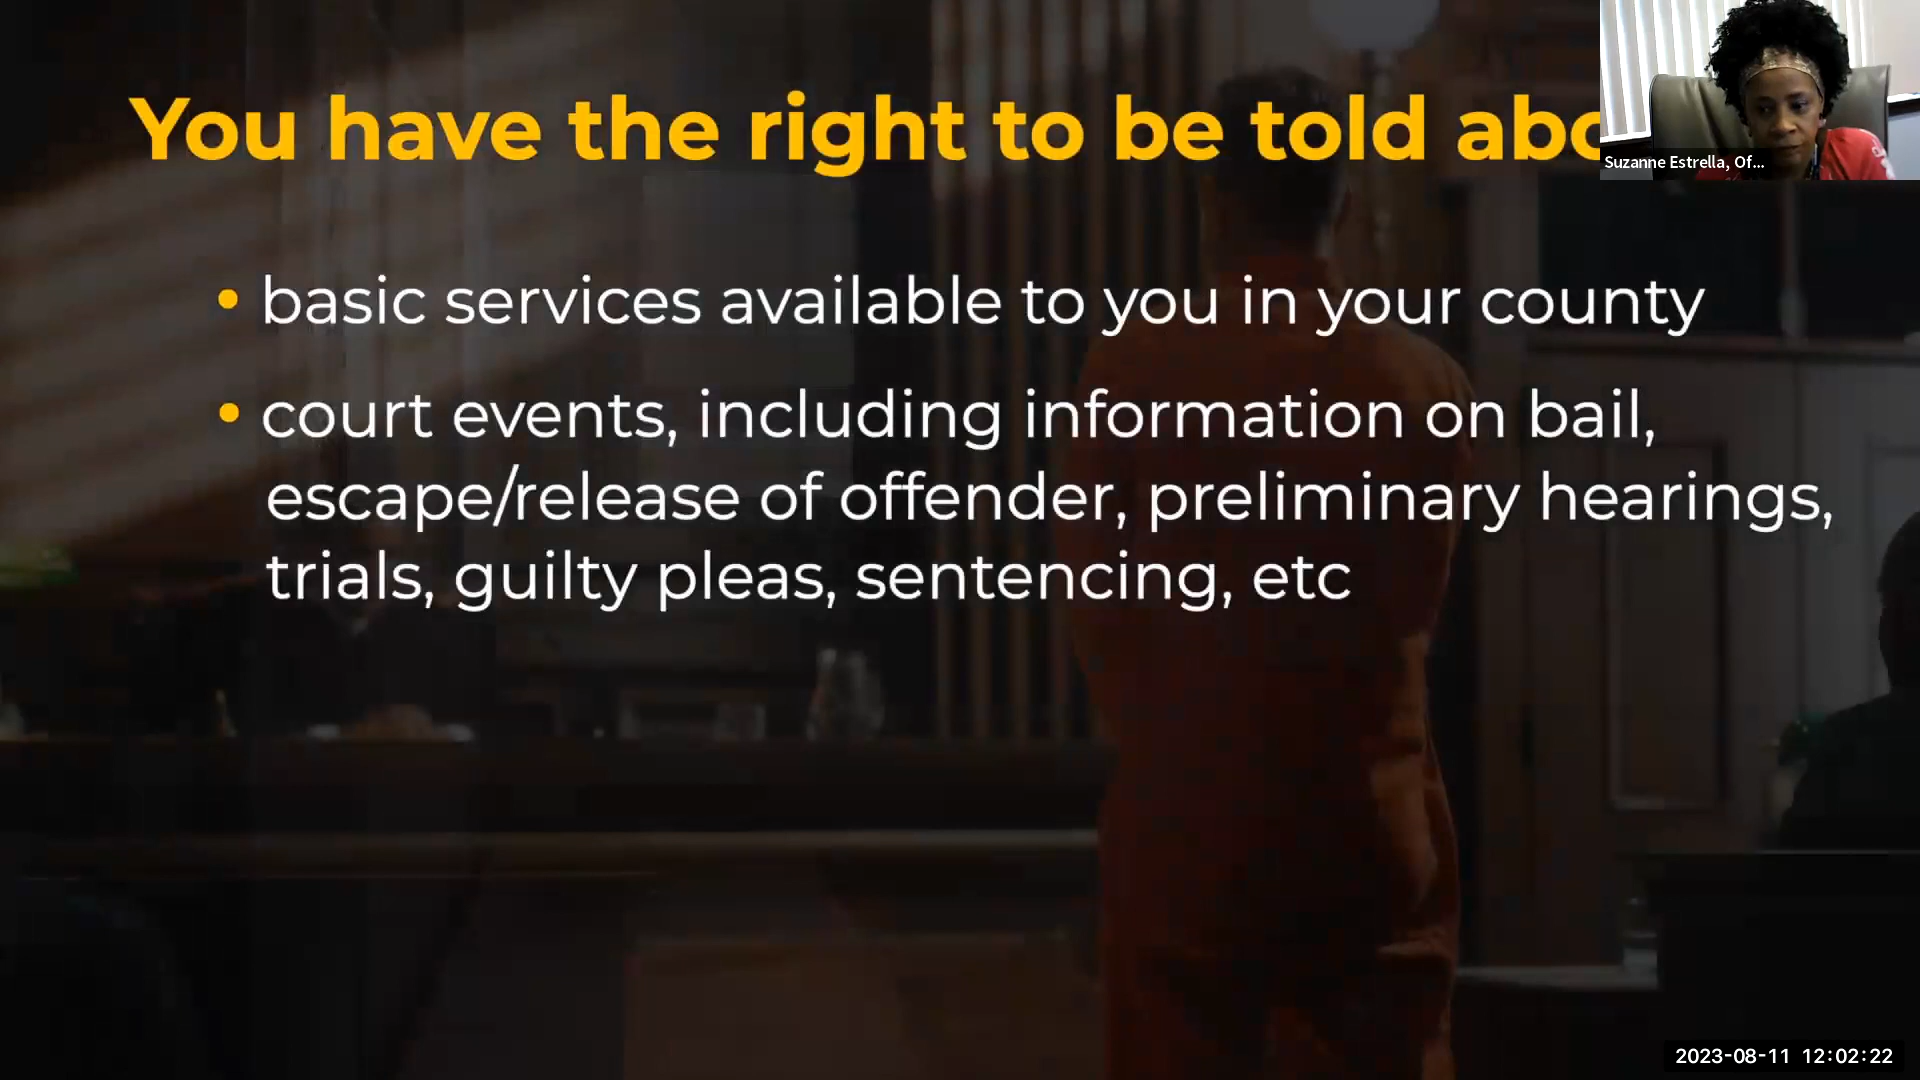 You have the right to be told abo
Suzanne Estrella, Of...
• basic services available to you in your county
• court events, including information on bail,
escape/release of offender, preliminary hearings,
trials, guilty pleas, sentencing, etc
2023-08-11 12:02:22